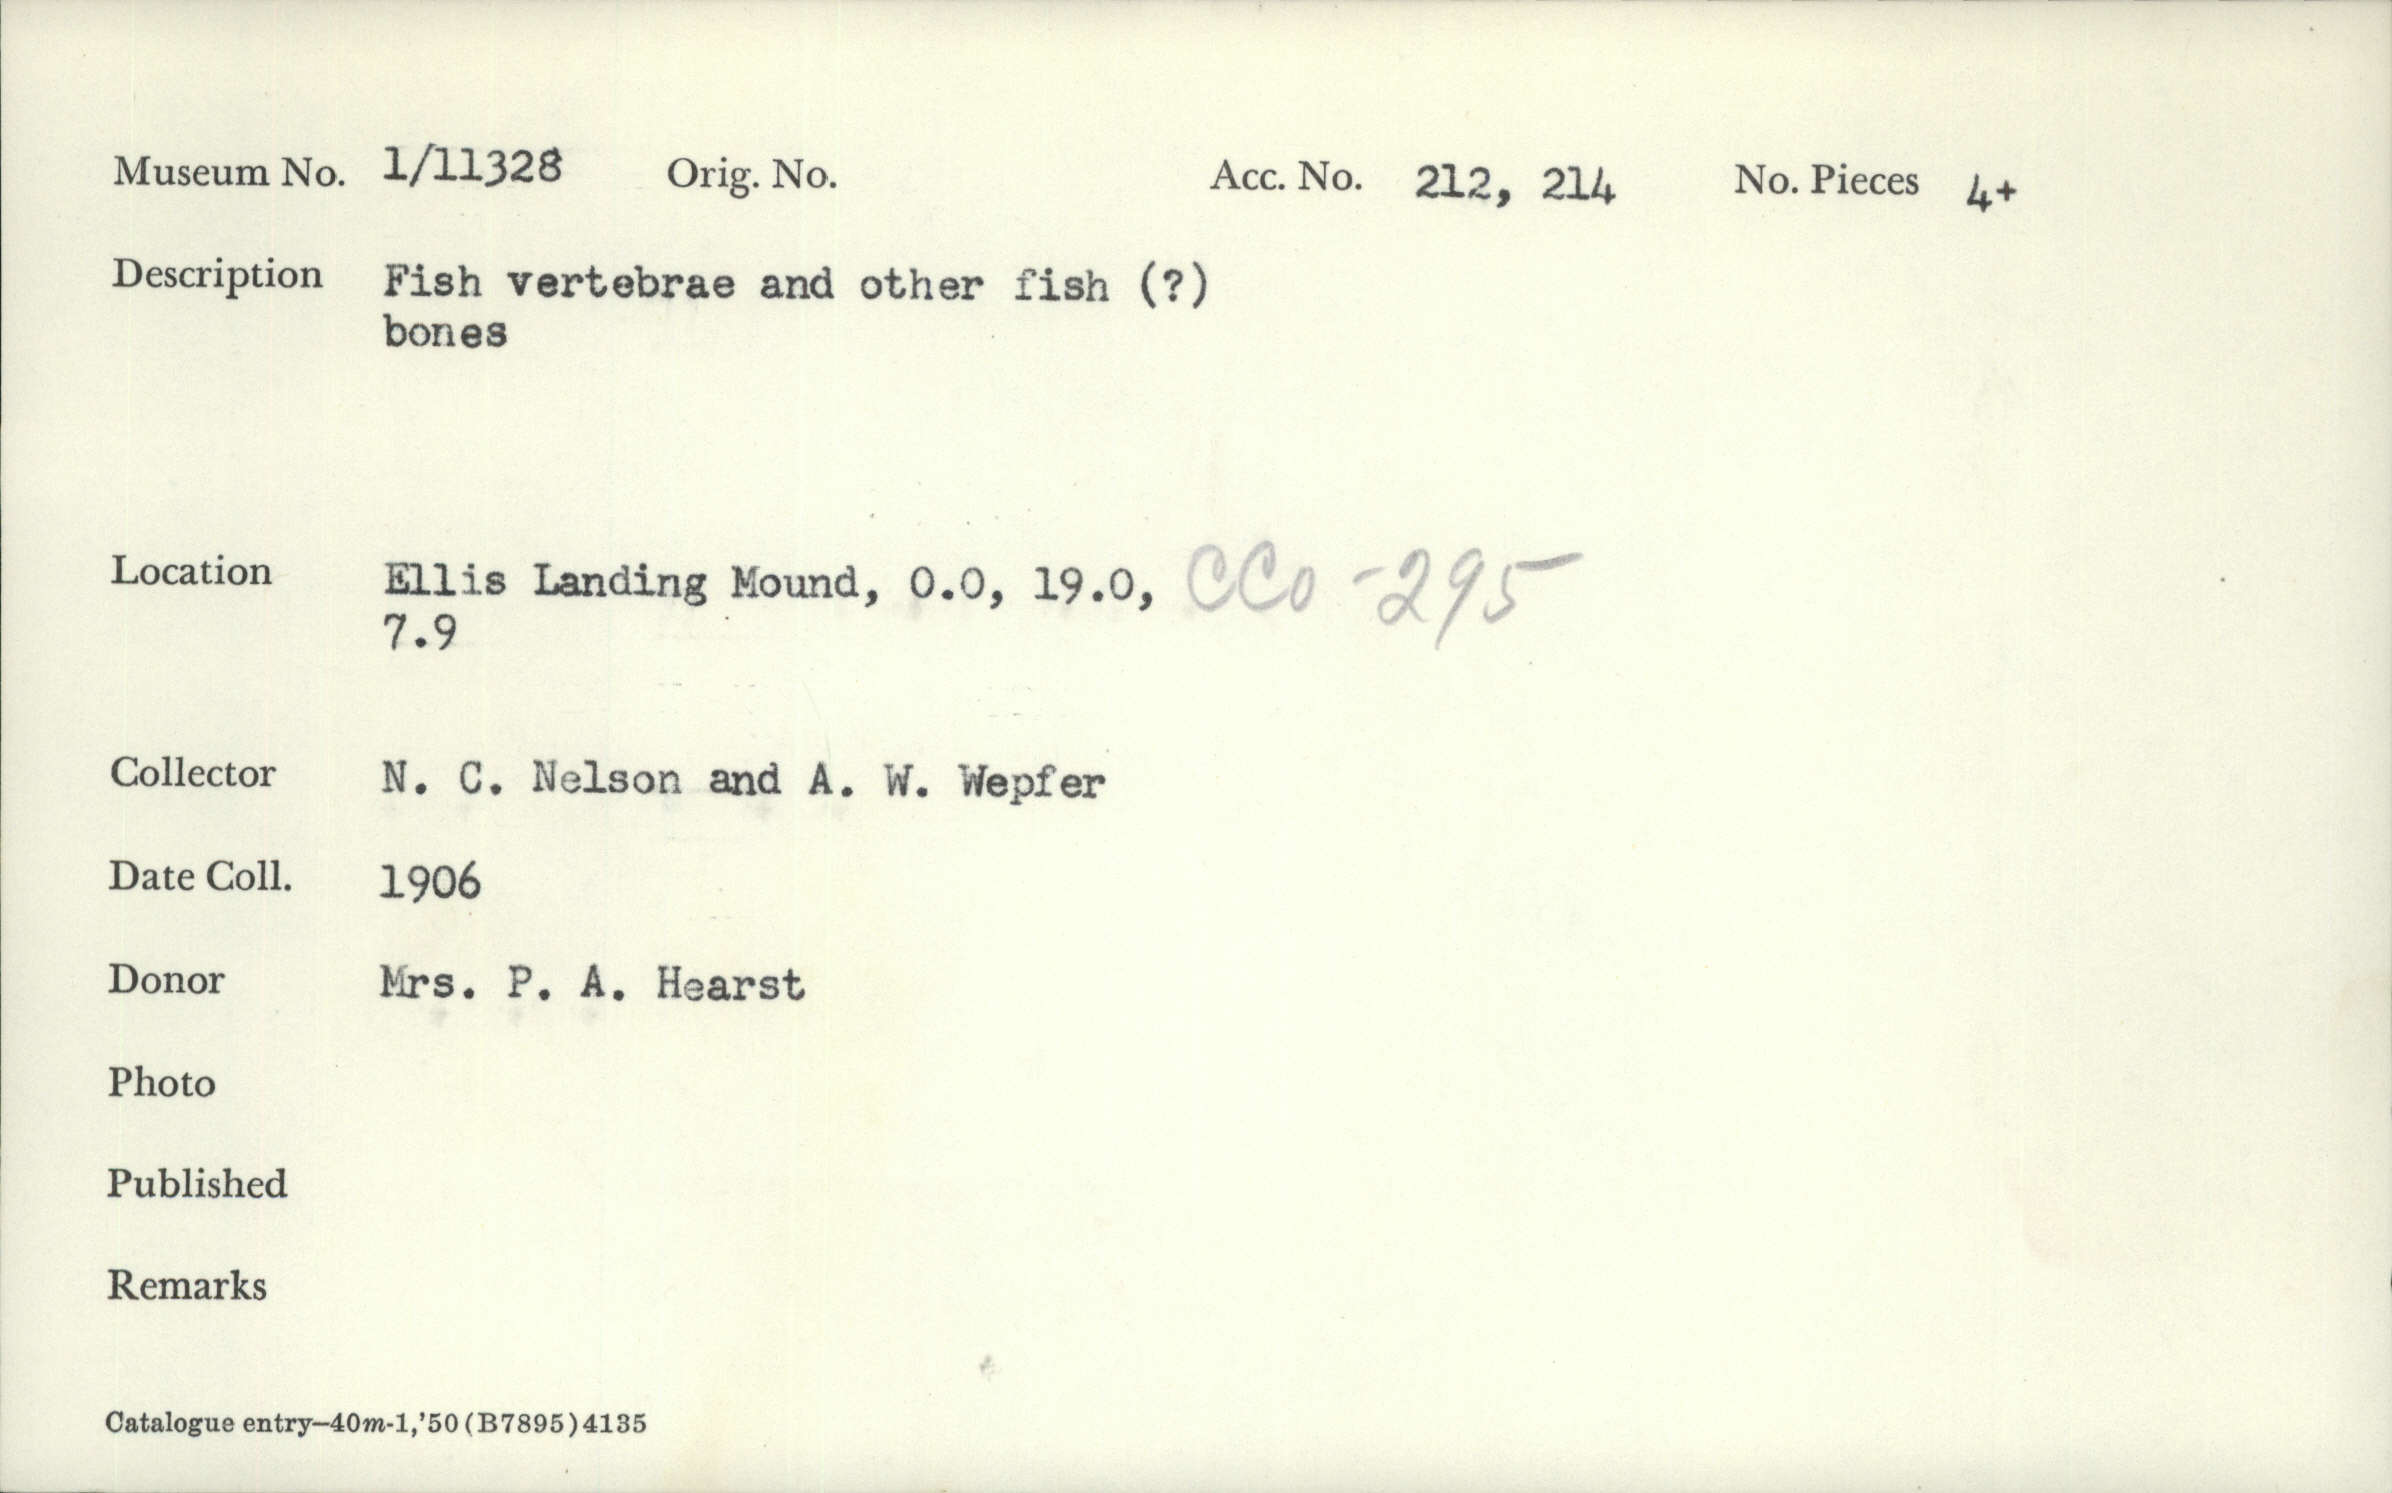 Museum No. 1/11328 Orig. No. Acc. No. 212, 214 No. Pieces 4+
Description Fish vertebrae and other fish (?)
bones
Location Ellis Landing Mound, 0.0, 19.0, CCo-295
7.9
Collector N. C. Nelson and A. W. Wepfer
Date Coll. 1906
Donor Mrs. P. A. Hearst
Photo
Published
Remarks
Catalogue entry—40m-1,'50 (B7895) 4135